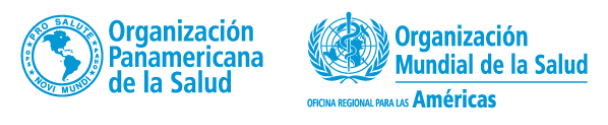 PRO SALUTE
NOVI MUNDI
Organización
Panamericana
de la Salud
Organización
Mundial de la Salud
OFICINA REGIONAL PARA LAS Américas